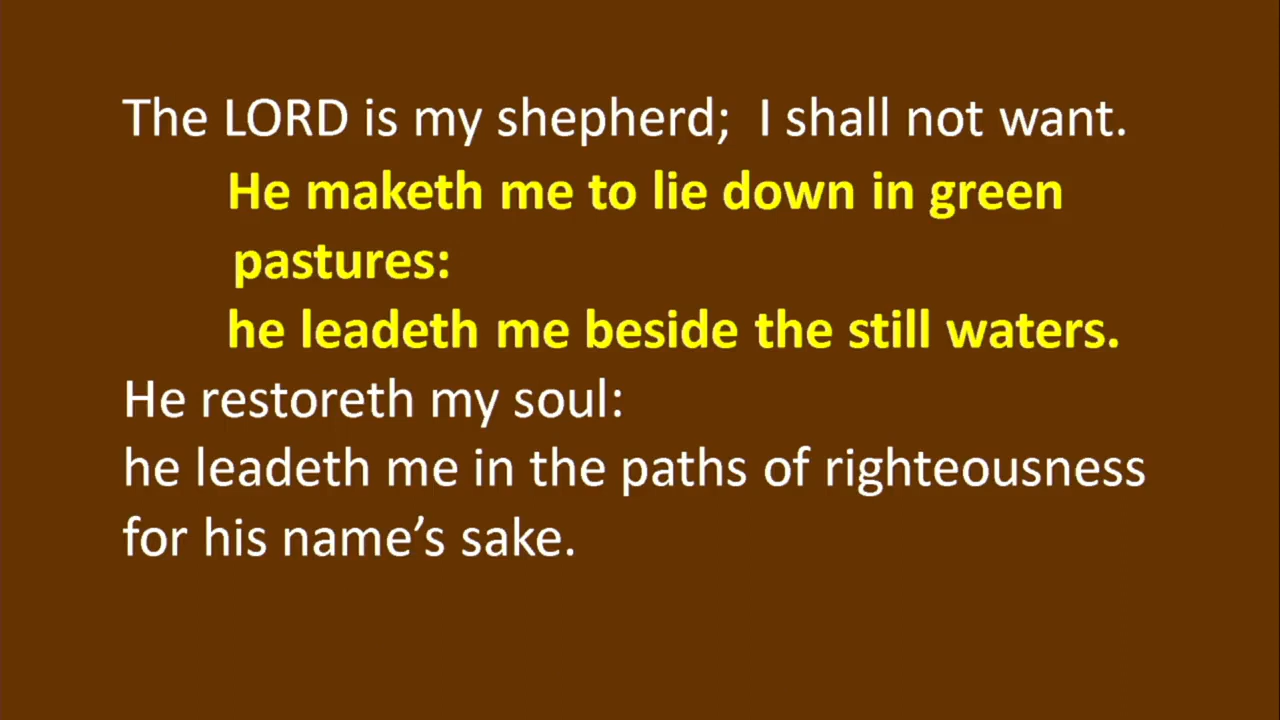 The LORD is my shepherd;  I shall not want.
He maketh me to lie down in green
pastures:
he leadeth me beside the still waters.
He restoreth my soul:
he leadeth me in the paths of righteousness
for his name’s sake.